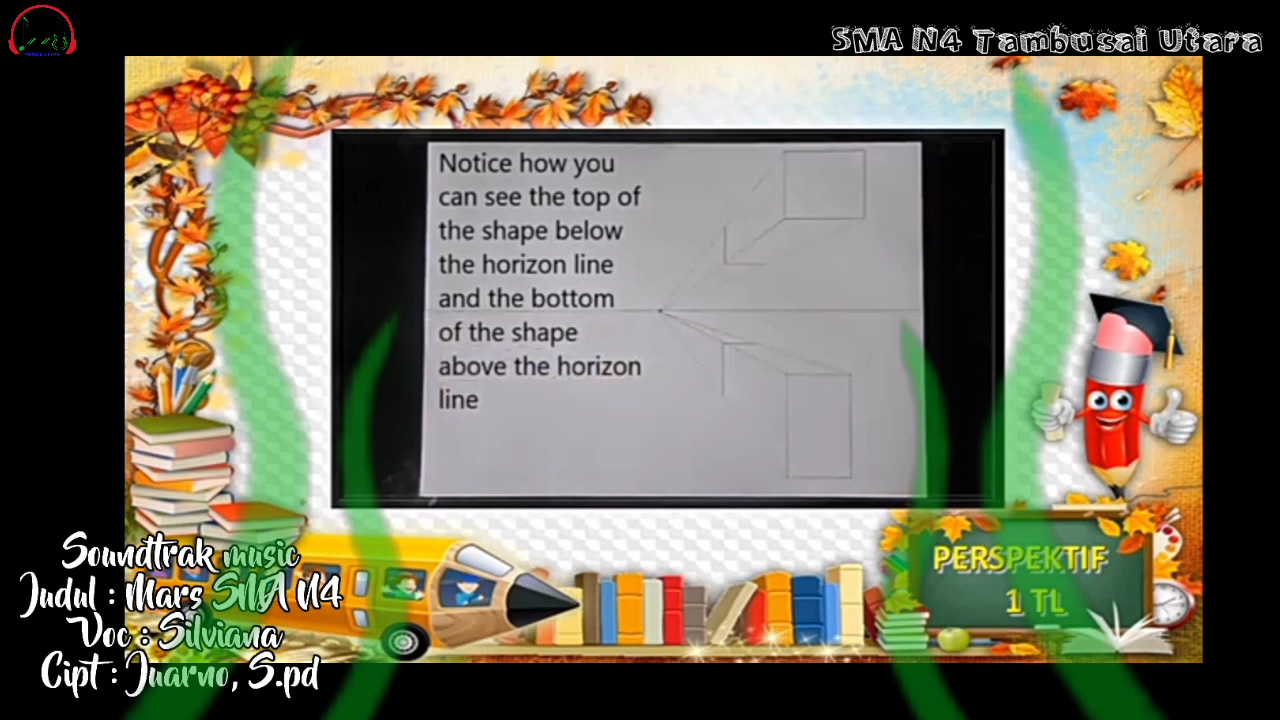 SMA N4 Tambusai Utara
Notice how you
can see the top of
the shape below
the horizon line
and the bottom
of the shape
above the horizon
line
PERSPEKTIF
1 TL
Soundtrak music
Judul : Mars SMA N4
Voc : Silviana
Cipt : Juarno, S.pd